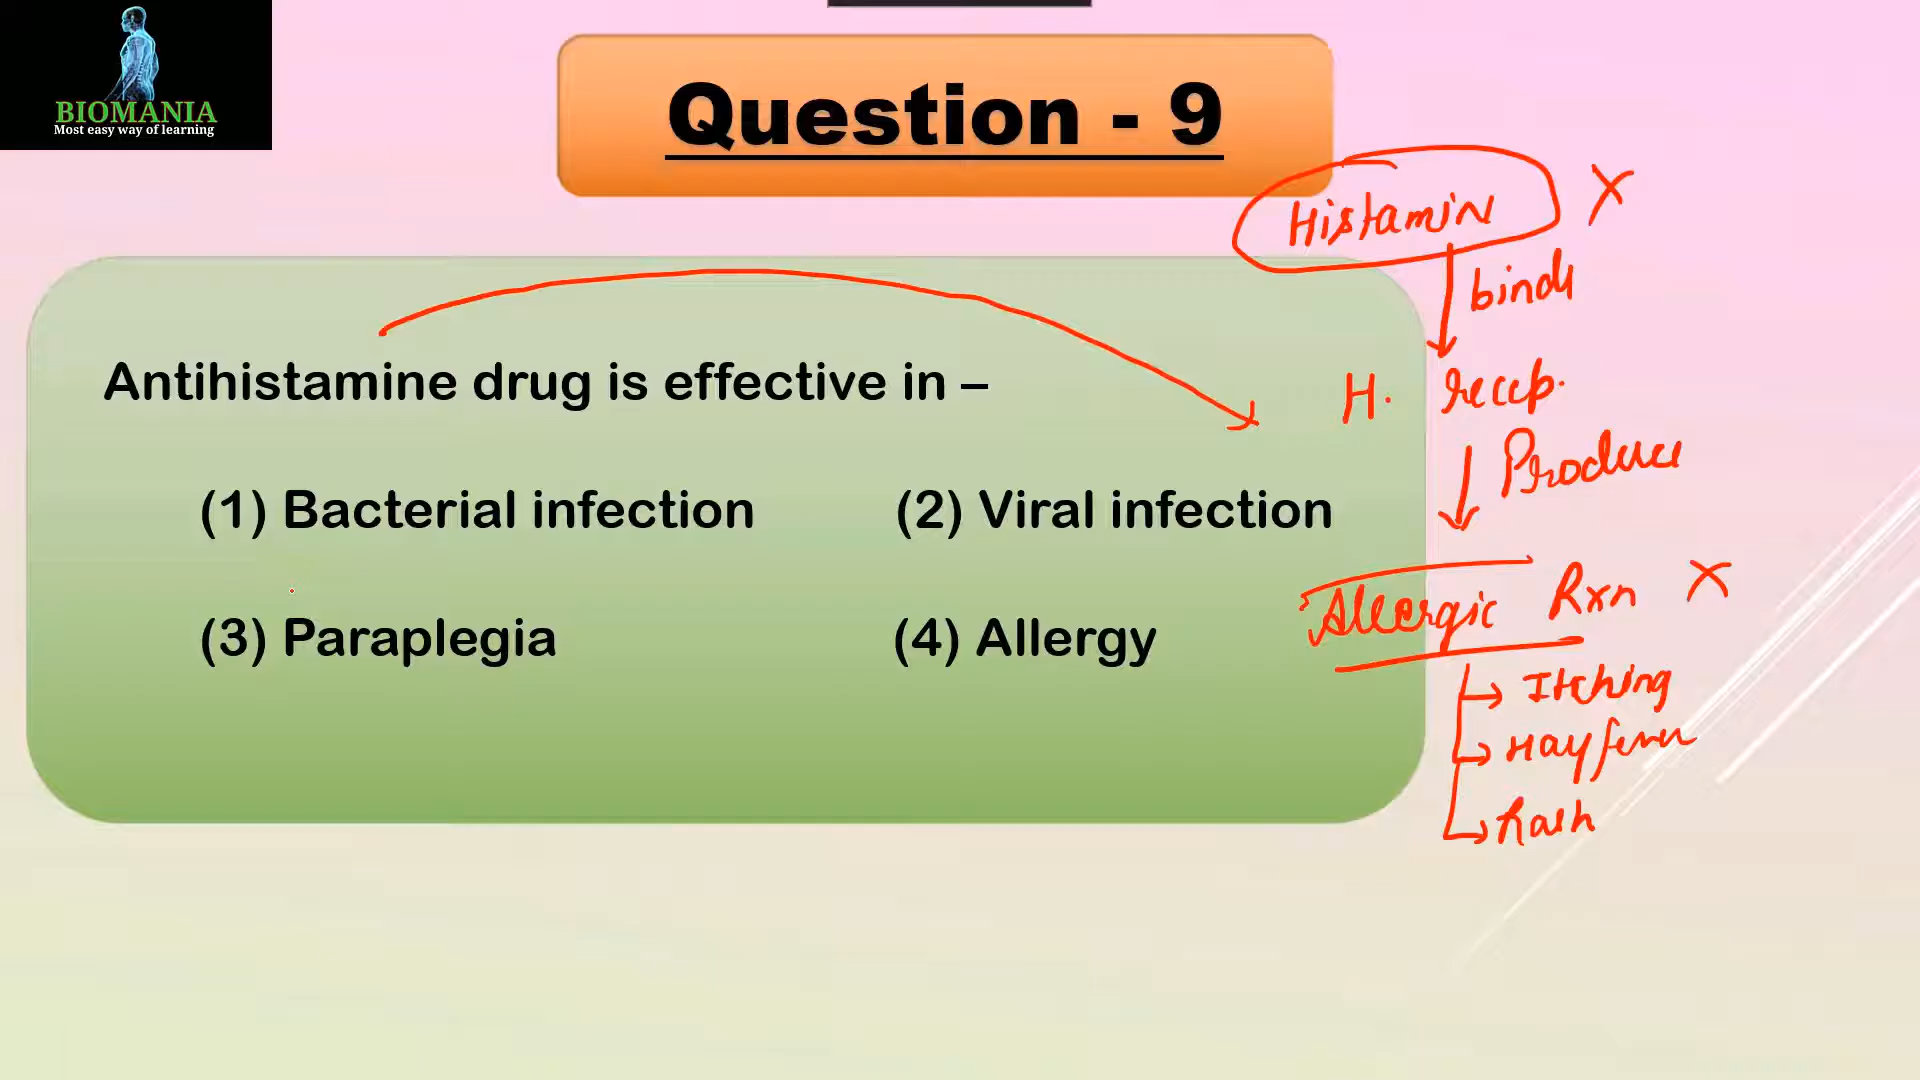 BIOMANIA
Most easy way of learning
Question - 9
Histamin X
binds
H. recep.
Produce
Antihistamine drug is effective in –
(1) Bacterial infection
(2) Viral infection
(3) Paraplegia
(4) Allergy
Allergic Rxn X
Itching
Hay fever
Rash